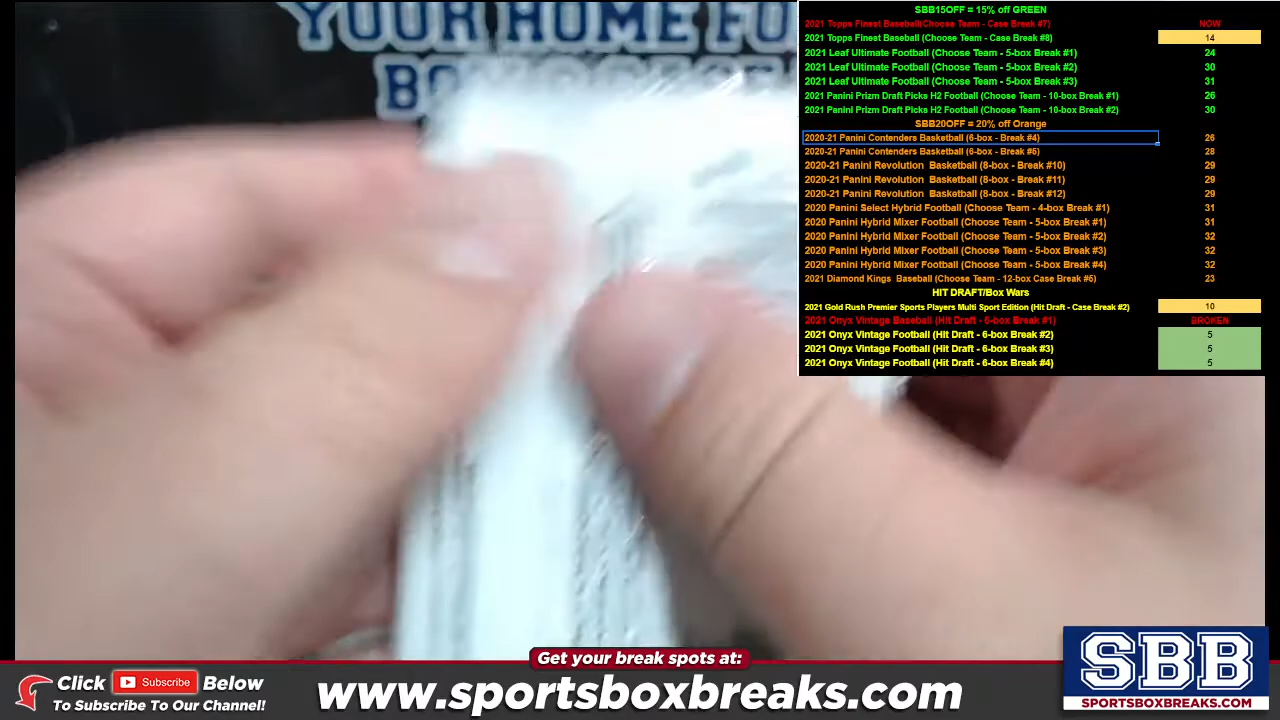 YOUR HOME FO
BO
SBB15OFF = 15% off GREEN
2021 Topps Finest Baseball(Choose Team - Case Break #7) NOW
2021 Topps Finest Baseball (Choose Team - Case Break #8) 14
2021 Leaf Ultimate Football (Choose Team - 5-box Break #1) 24
2021 Leaf Ultimate Football (Choose Team - 5-box Break #2) 30
2021 Leaf Ultimate Football (Choose Team - 5-box Break #3) 31
2021 Panini Prizm Draft Picks H2 Football (Choose Team - 10-box Break #1) 26
2021 Panini Prizm Draft Picks H2 Football (Choose Team - 10-box Break #2) 30
SBB20OFF = 20% off Orange
2020-21 Panini Contenders Basketball (6-box - Break #4) 26
2020-21 Panini Contenders Basketball (6-box - Break #5) 28
2020-21 Panini Revolution Basketball (8-box - Break #10) 29
2020-21 Panini Revolution Basketball (8-box - Break #11) 29
2020-21 Panini Revolution Basketball (8-box - Break #12) 29
2020 Panini Select Hybrid Football (Choose Team - 4-box Break #1) 31
2020 Panini Hybrid Mixer Football (Choose Team - 5-box Break #1) 31
2020 Panini Hybrid Mixer Football (Choose Team - 5-box Break #2) 32
2020 Panini Hybrid Mixer Football (Choose Team - 5-box Break #3) 32
2020 Panini Hybrid Mixer Football (Choose Team - 5-box Break #4) 32
2021 Diamond Kings Baseball (Choose Team - 12-box Case Break #6) 23
HIT DRAFT/Box Wars
2021 Gold Rush Premier Sports Players Multi Sport Edition (Hit Draft - Case Break #2) 10
2021 Onyx Vintage Baseball (Hit Draft - 6-box Break #1) BROKEN
2021 Onyx Vintage Football (Hit Draft - 6-box Break #2) 5
2021 Onyx Vintage Football (Hit Draft - 6-box Break #3) 5
2021 Onyx Vintage Football (Hit Draft - 6-box Break #4) 5
Get your break spots at:
Click Subscribe Below
To Subscribe To Our Channel!
www.sportsboxbreaks.com
SBB
SPORTSBOXBREAKS.COM